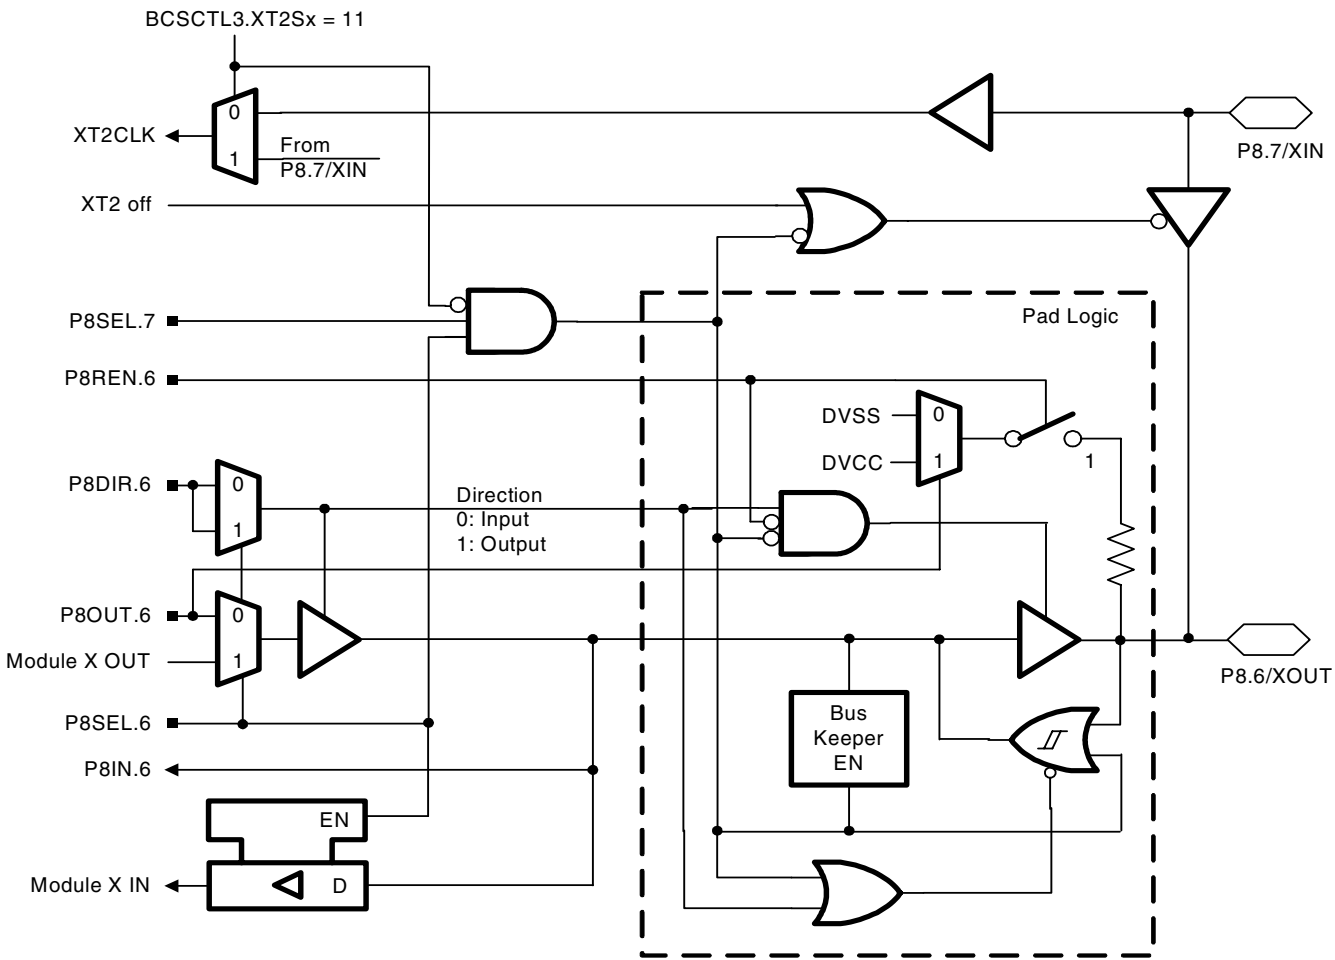 BCSCTL3.XT2Sx = 11
0
XT2CLK
1
From
P8.7/XIN
P8.7/XIN
XT2 off
P8SEL.7
Pad Logic
P8REN.6
DVSS
0
DVCC
1
1
P8DIR.6
0
1
Direction
0: Input
1: Output
P8OUT.6
0
Module X OUT
1
P8.6/XOUT
P8SEL.6
Bus
Keeper
EN
P8IN.6
EN
Module X IN
D